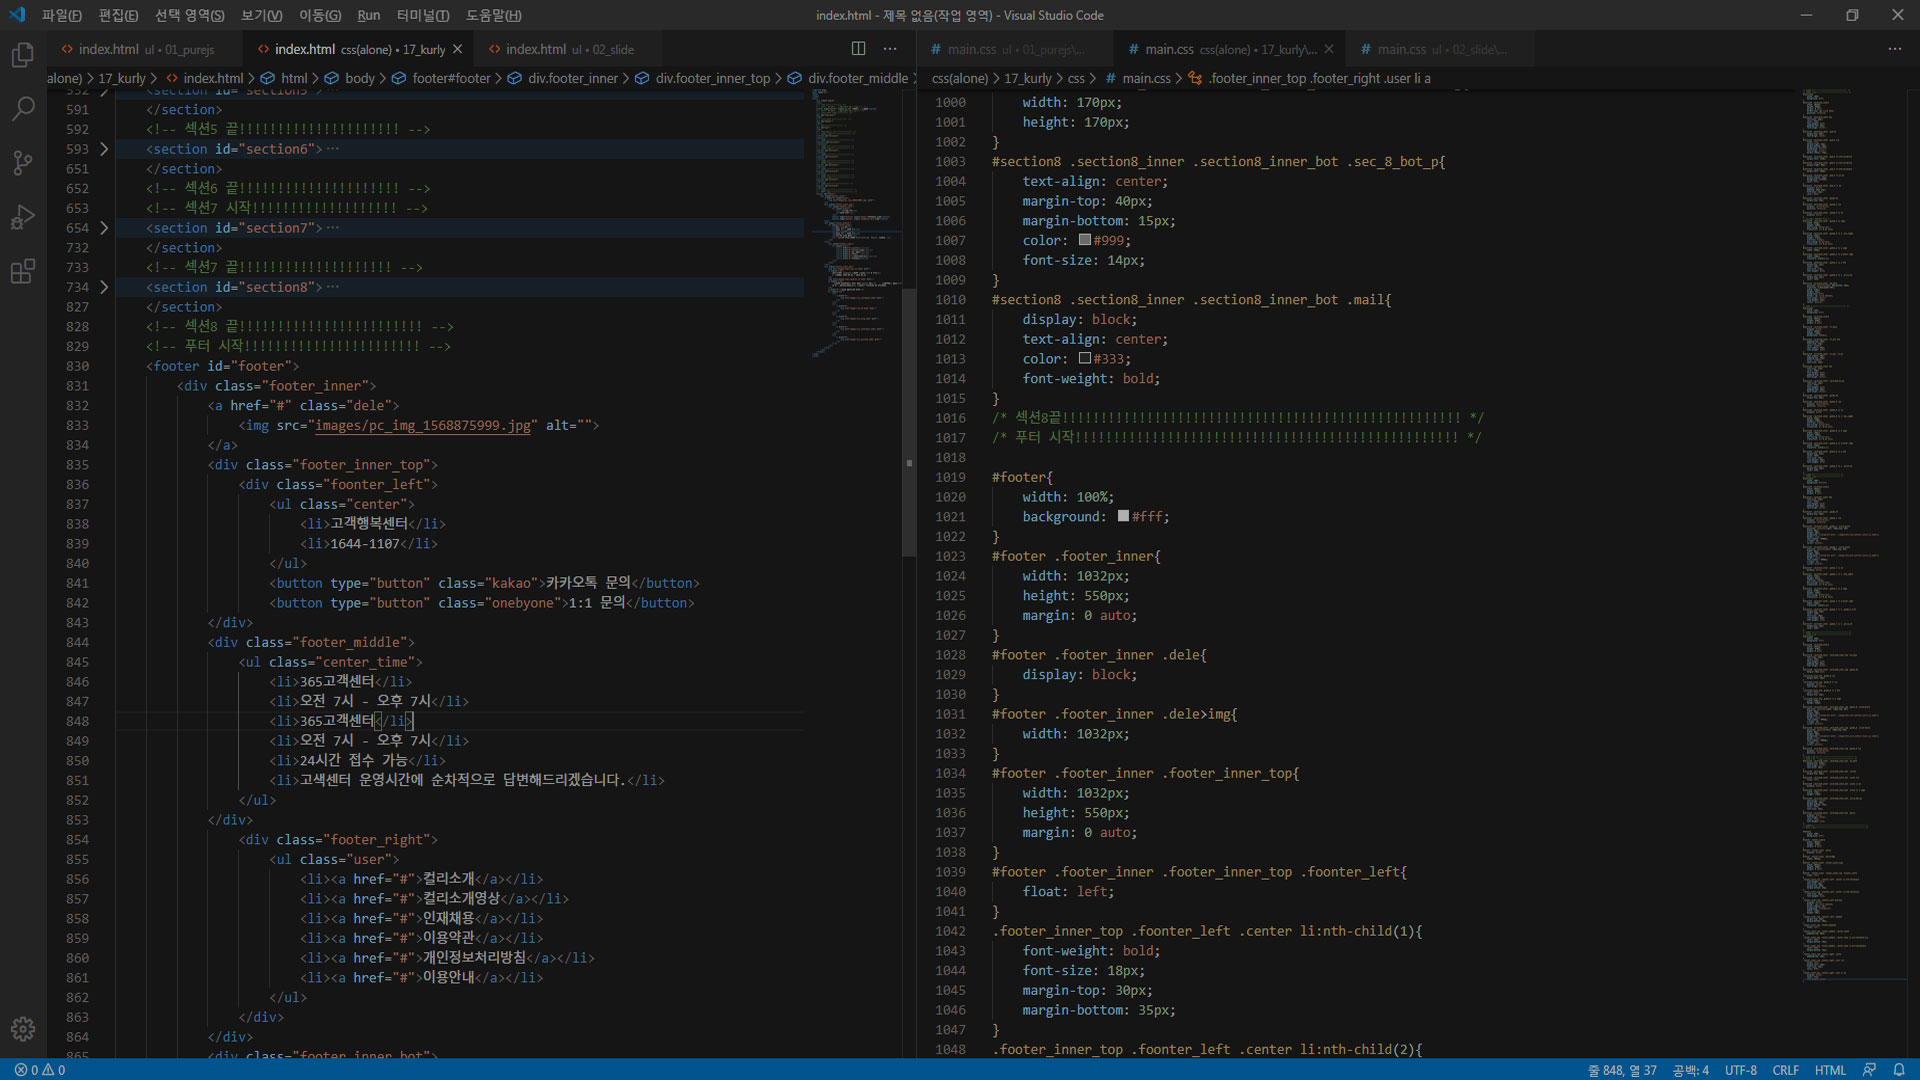 파일(F) 편집(E) 선택 영역(S) 보기(V) 이동(G) Run 터미널(T) 도움말(H)
index.html - 제목 없음(작업 영역) - Visual Studio Code
index.html ul • 01_purejs
index.html css(alone) • 17_kurly
index.html ul • 02_slide
main.css ul • 01_purejs\...
main.css css(alone) • 17_kurly\...
main.css ul • 02_slide\...
alone) > 17_kurly > index.html > html > body > footer#footer > div.footer_inner > div.footer_inner_top > div.footer_middle >
css(alone) > 17_kurly > css > # main.css > .footer_inner_top .footer_right .user li a
592 <section id="section5">...
591 </section>
592 <!-- 섹션5 끝!!!!!!!!!!!!!!!!!!!!! -->
593 <section id="section6">...
651 </section>
652 <!-- 섹션6 끝!!!!!!!!!!!!!!!!!!!!! -->
653 <!-- 섹션7 시작!!!!!!!!!!!!!!!!!!! -->
654 <section id="section7">...
732 </section>
733 <!-- 섹션7 끝!!!!!!!!!!!!!!!!!!!! -->
734 <section id="section8">...
827 </section>
828 <!-- 섹션8 끝!!!!!!!!!!!!!!!!!!!!!!!! -->
829 <!-- 푸터 시작!!!!!!!!!!!!!!!!!!!!!!! -->
830 <footer id="footer">
831 <div class="footer_inner">
832 <a href="#" class="dele">
833 <img src="images/pc_img_1568875999.jpg" alt="">
834 </a>
835 <div class="footer_inner_top">
836 <div class="foonter_left">
837 <ul class="center">
838 <li>고객행복센터</li>
839 <li>1644-1107</li>
840 </ul>
841 <button type="button" class="kakao">카카오톡 문의</button>
842 <button type="button" class="onebyone">1:1 문의</button>
843 </div>
844 <div class="footer_middle">
845 <ul class="center_time">
846 <li>365고객센터</li>
847 <li>오전 7시 - 오후 7시</li>
848 <li>365고객센터</li>
849 <li>오전 7시 - 오후 7시</li>
850 <li>24시간 접수 가능</li>
851 <li>고색센터 운영시간에 순차적으로 답변해드리겠습니다.</li>
852 </ul>
853 </div>
854 <div class="footer_right">
855 <ul class="user">
856 <li><a href="#">컬리소개</a></li>
857 <li><a href="#">컬리소개영상</a></li>
858 <li><a href="#">인재채용</a></li>
859 <li><a href="#">이용약관</a></li>
860 <li><a href="#">개인정보처리방침</a></li>
861 <li><a href="#">이용안내</a></li>
862 </ul>
863 </div>
864 </div>
865 <div class="footer_inner_bot">
1000 width: 170px;
1001 height: 170px;
1002 }
1003 #section8 .section8_inner .section8_inner_bot .sec_8_bot_p{
1004 text-align: center;
1005 margin-top: 40px;
1006 margin-bottom: 15px;
1007 color: #999;
1008 font-size: 14px;
1009 }
1010 #section8 .section8_inner .section8_inner_bot .mail{
1011 display: block;
1012 text-align: center;
1013 color: #333;
1014 font-weight: bold;
1015 }
1016 /* 섹션8끝!!!!!!!!!!!!!!!!!!!!!!!!!!!!!!!!!!!!!!!!!!!!!!!!!!!! */
1017 /* 푸터 시작!!!!!!!!!!!!!!!!!!!!!!!!!!!!!!!!!!!!!!!!!!!!!!!!!! */
1018
1019 #footer{
1020 width: 100%;
1021 background: #fff;
1022 }
1023 #footer .footer_inner{
1024 width: 1032px;
1025 height: 550px;
1026 margin: 0 auto;
1027 }
1028 #footer .footer_inner .dele{
1029 display: block;
1030 }
1031 #footer .footer_inner .dele>img{
1032 width: 1032px;
1033 }
1034 #footer .footer_inner .footer_inner_top{
1035 width: 1032px;
1036 height: 550px;
1037 margin: 0 auto;
1038 }
1039 #footer .footer_inner .footer_inner_top .foonter_left{
1040 float: left;
1041 }
1042 .footer_inner_top .foonter_left .center li:nth-child(1){
1043 font-weight: bold;
1044 font-size: 18px;
1045 margin-top: 30px;
1046 margin-bottom: 35px;
1047 }
1048 .footer_inner_top .foonter_left .center li:nth-child(2){
0 0
줄 848, 열 37 공백: 4 UTF-8 CRLF HTML